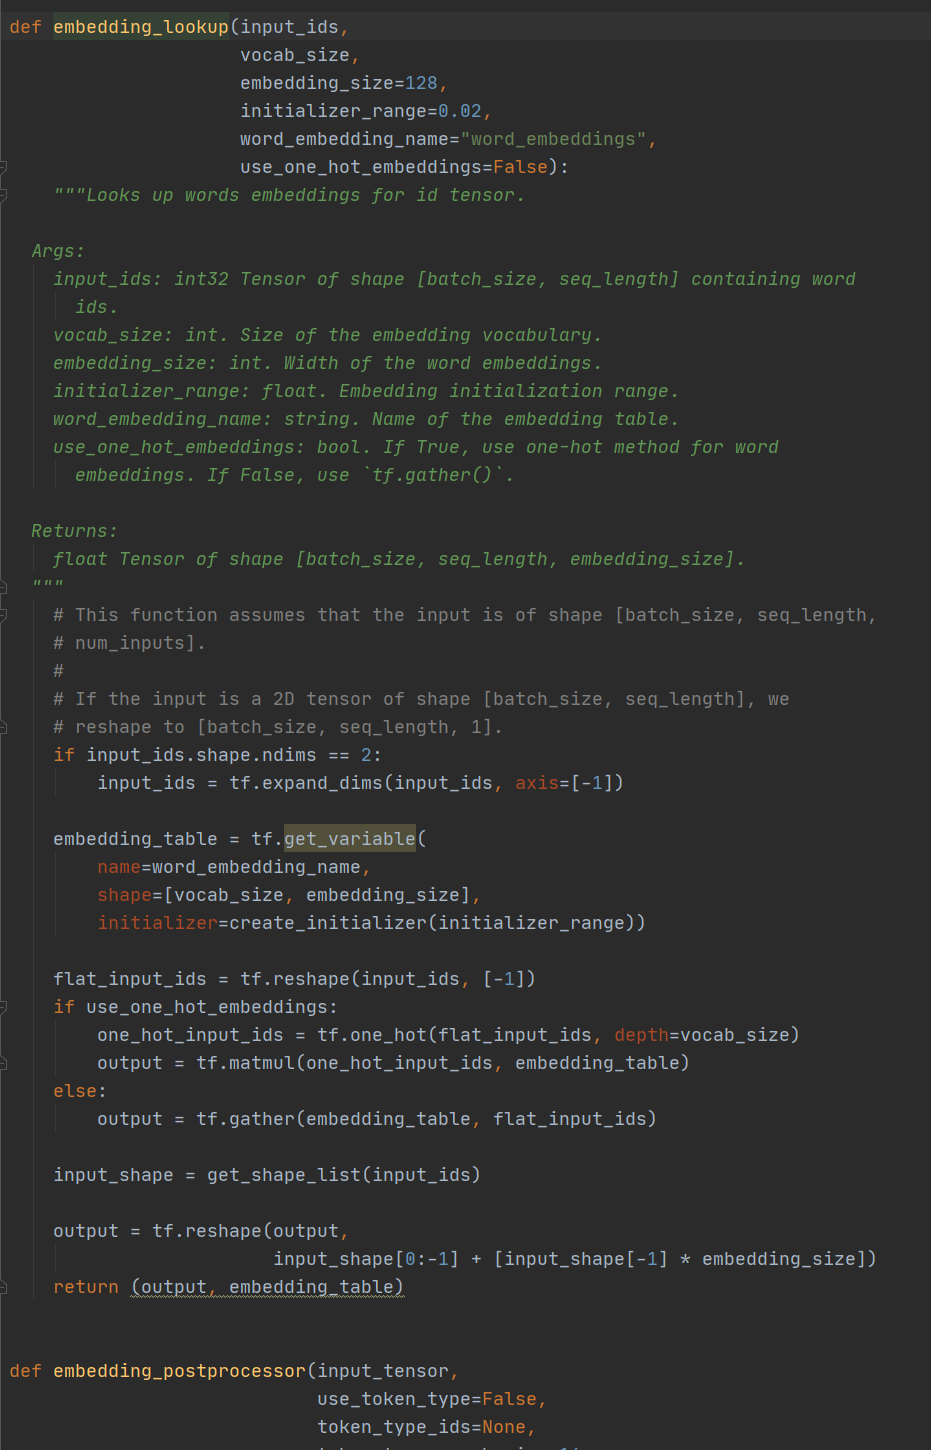 def embedding_lookup(input_ids,
                     vocab_size,
                     embedding_size=128,
                     initializer_range=0.02,
                     word_embedding_name="word_embeddings",
                     use_one_hot_embeddings=False):
    """Looks up words embeddings for id tensor.

  Args:
    input_ids: int32 Tensor of shape [batch_size, seq_length] containing word
      ids.
    vocab_size: int. Size of the embedding vocabulary.
    embedding_size: int. Width of the word embeddings.
    initializer_range: float. Embedding initialization range.
    word_embedding_name: string. Name of the embedding table.
    use_one_hot_embeddings: bool. If True, use one-hot method for word
      embeddings. If False, use `tf.gather()`.

  Returns:
    float Tensor of shape [batch_size, seq_length, embedding_size].
  """
    # This function assumes that the input is of shape [batch_size, seq_length,
    # num_inputs].
    #
    # If the input is a 2D tensor of shape [batch_size, seq_length], we
    # reshape to [batch_size, seq_length, 1].
    if input_ids.shape.ndims == 2:
        input_ids = tf.expand_dims(input_ids, axis=[-1])

    embedding_table = tf.get_variable(
        name=word_embedding_name,
        shape=[vocab_size, embedding_size],
        initializer=create_initializer(initializer_range))

    flat_input_ids = tf.reshape(input_ids, [-1])
    if use_one_hot_embeddings:
        one_hot_input_ids = tf.one_hot(flat_input_ids, depth=vocab_size)
        output = tf.matmul(one_hot_input_ids, embedding_table)
    else:
        output = tf.gather(embedding_table, flat_input_ids)

    input_shape = get_shape_list(input_ids)

    output = tf.reshape(output,
                        input_shape[0:-1] + [input_shape[-1] * embedding_size])
    return (output, embedding_table)


def embedding_postprocessor(input_tensor,
                            use_token_type=False,
                            token_type_ids=None,